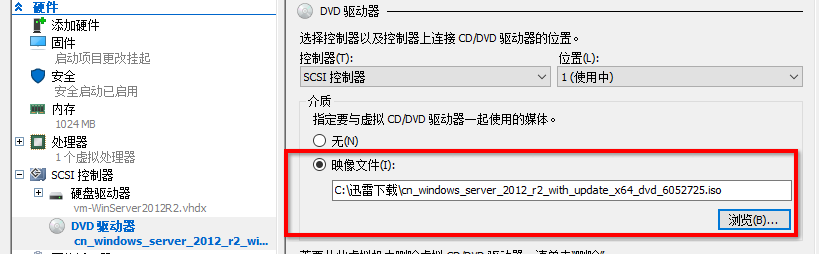 硬件
添加硬件
固件
启动项目更改挂起
安全
安全启动已启用
内存
1024 MB
处理器
1 个虚拟处理器
SCSI 控制器
硬盘驱动器
vm-WinServer2012R2.vhdx
DVD 驱动器
cn_windows_server_2012_r2_wi...
DVD 驱动器
选择控制器以及控制器上连接 CD/DVD 驱动器的位置。
控制器(T):
位置(L):
SCSI 控制器
1 (使用中)
介质
指定要与虚拟 CD/DVD 驱动器一起使用的媒体。
无(N)
映像文件(I):
C:\迅雷下载\cn_windows_server_2012_r2_with_update_x64_dvd_6052725.iso
浏览(B)...